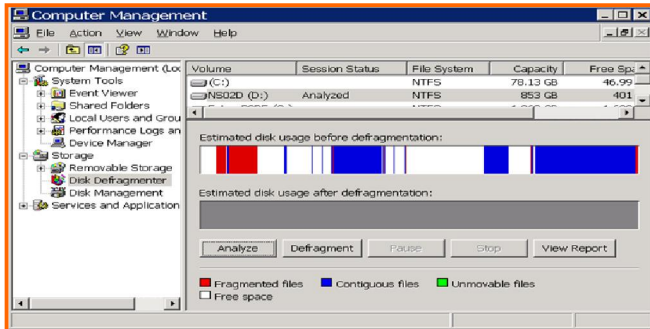 Computer Management
File Action View Window Help
Computer Management (Loc
System Tools
Event Viewer
Shared Folders
Local Users and Grou
Performance Logs an
Device Manager
Storage
Removable Storage
Disk Defragmenter
Disk Management
Services and Application
Volume Session Status File System Capacity Free Spa
(C:) NTFS 78.13 GB 46.99
NS02D (D:) Analyzed NTFS 853 GB 401
Estimated disk usage before defragmentation:
Estimated disk usage after defragmentation:
Analyze Defragment Pause Stop View Report
Fragmented files Contiguous files Unmovable files
Free space